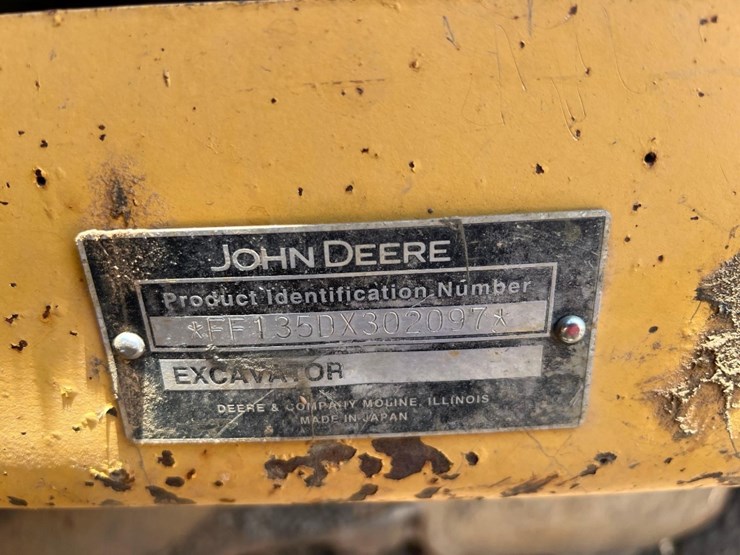 JOHN DEERE
Product Identification Number
*FF135DX302097*
EXCAVATOR
DEERE & COMPANY MOLINE, ILLINOIS
MADE IN JAPAN